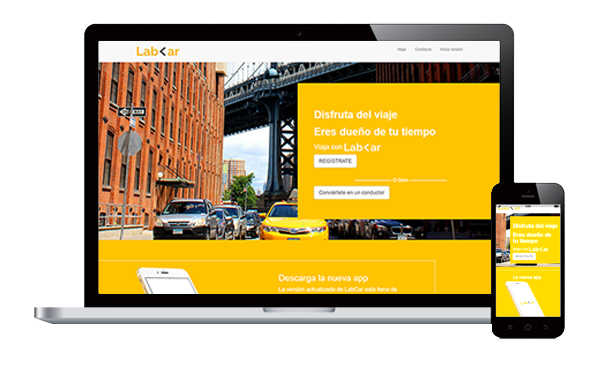 Lab<ar
Viaja Conducir Inicia sesión
Disfruta del viaje
Eres dueño de tu tiempo
Viaja con Lab<ar
REGÍSTRATE
O bien
Conviértete en un conductor
Descarga la nueva app
La versión actualizada de LabCar está llena de
Disfruta del viaje
Eres dueño de
tu tiempo
Viaja con Lab<ar
REGÍSTRATE
La nueva app